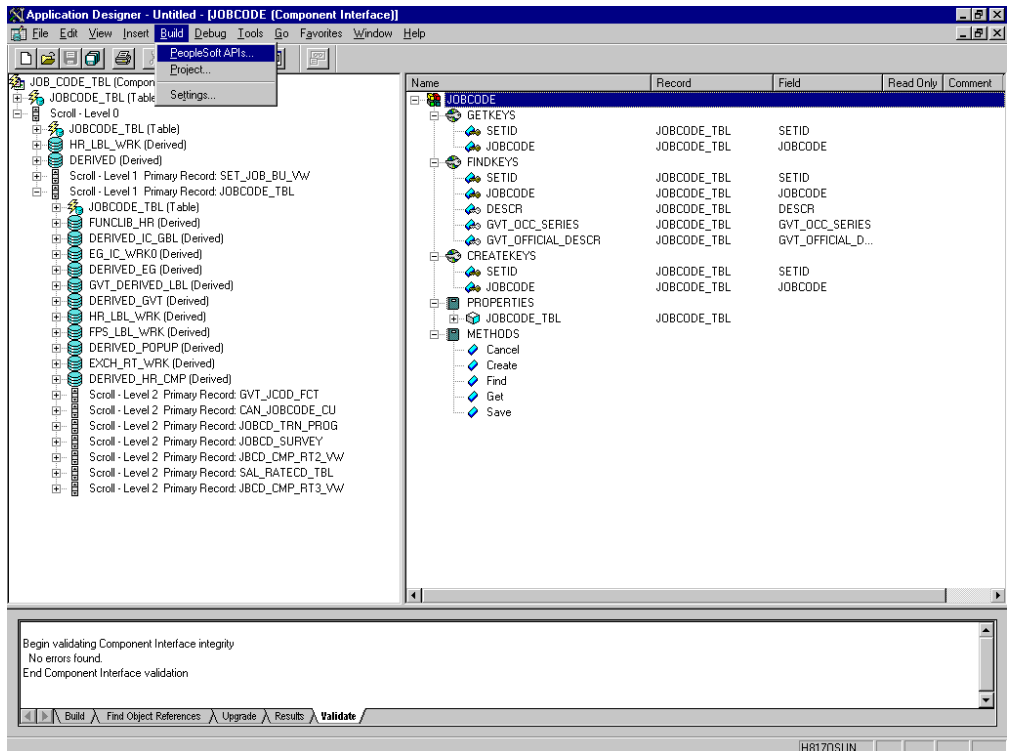 Application Designer - Untitled - [JOBCODE (Component Interface)]
File Edit View Insert Build Debug Tools Go Favorites Window Help
PeopleSoft APIs...
Project...
Settings...
JOB_CODE_TBL (Compon
JOBCODE_TBL (Table
Scroll - Level 0
JOBCODE_TBL (Table)
HR_LBL_WRK (Derived)
DERIVED (Derived)
Scroll - Level 1 Primary Record: SET_JOB_BU_VW
Scroll - Level 1 Primary Record: JOBCODE_TBL
JOBCODE_TBL (Table)
FUNCLIB_HR (Derived)
DERIVED_IC_GBL (Derived)
EG_IC_WRK0 (Derived)
DERIVED_EG (Derived)
GVT_DERIVED_LBL (Derived)
DERIVED_GVT (Derived)
HR_LBL_WRK (Derived)
FPS_LBL_WRK (Derived)
DERIVED_POPUP (Derived)
EXCH_RT_WRK (Derived)
DERIVED_HR_CMP (Derived)
Scroll - Level 2 Primary Record: GVT_JCOD_FCT
Scroll - Level 2 Primary Record: CAN_JOBCODE_CU
Scroll - Level 2 Primary Record: JOBCD_TRN_PROG
Scroll - Level 2 Primary Record: JOBCD_SURVEY
Scroll - Level 2 Primary Record: JBCD_CMP_RT2_VW
Scroll - Level 2 Primary Record: SAL_RATECD_TBL
Scroll - Level 2 Primary Record: JBCD_CMP_RT3_VW
Name Record Field Read Only Comment
JOBCODE
GETKEYS
SETID JOBCODE_TBL SETID
JOBCODE JOBCODE_TBL JOBCODE
FINDKEYS
SETID JOBCODE_TBL SETID
JOBCODE JOBCODE_TBL JOBCODE
DESCR JOBCODE_TBL DESCR
GVT_OCC_SERIES JOBCODE_TBL GVT_OCC_SERIES
GVT_OFFICIAL_DESCR JOBCODE_TBL GVT_OFFICIAL_D...
CREATEKEYS
SETID JOBCODE_TBL SETID
JOBCODE JOBCODE_TBL JOBCODE
PROPERTIES
JOBCODE_TBL JOBCODE_TBL
METHODS
Cancel
Create
Find
Get
Save
Begin validating Component Interface integrity
No errors found.
End Component Interface validation
Build Find Object References Upgrade Results Validate
H8170SUN